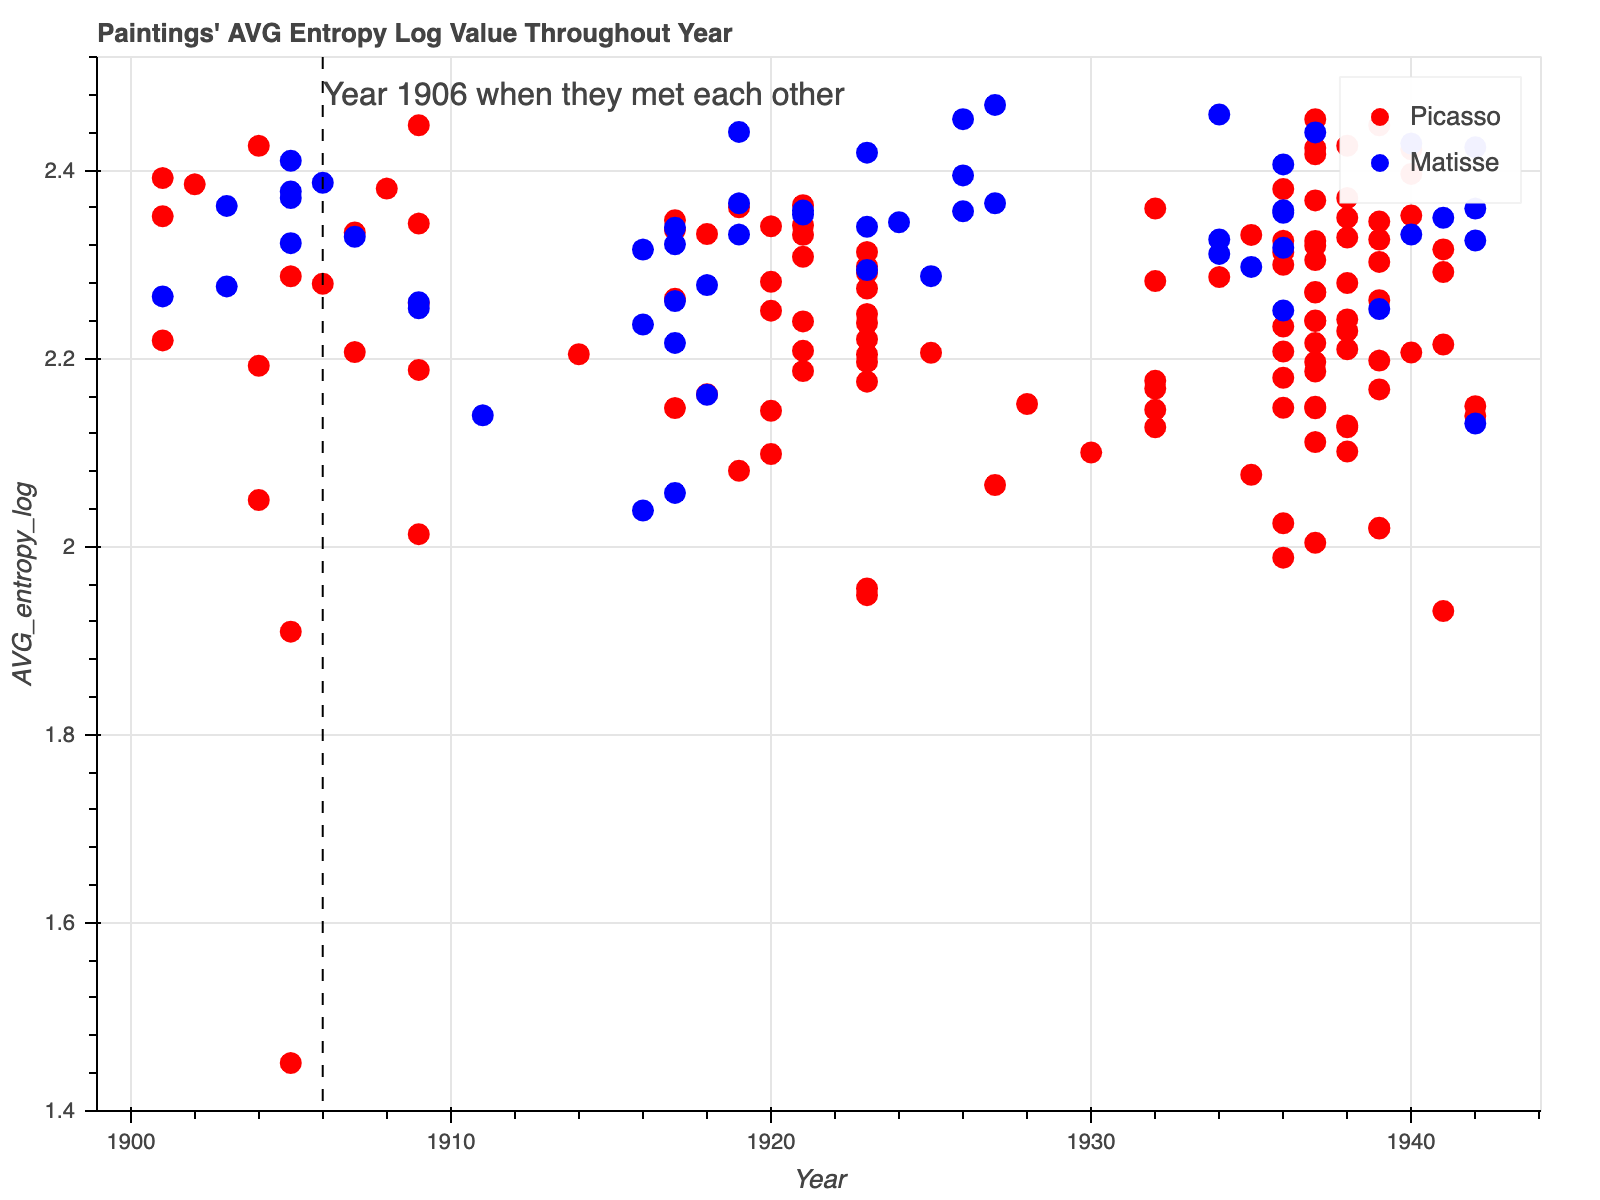 Paintings' AVG Entropy Log Value Throughout Year
Year 1906 when they met each other
Picasso
Matisse
2.4
2.2
2
1.8
1.6
1.4
AVG_entropy_log
1900 1910 1920 1930 1940
Year